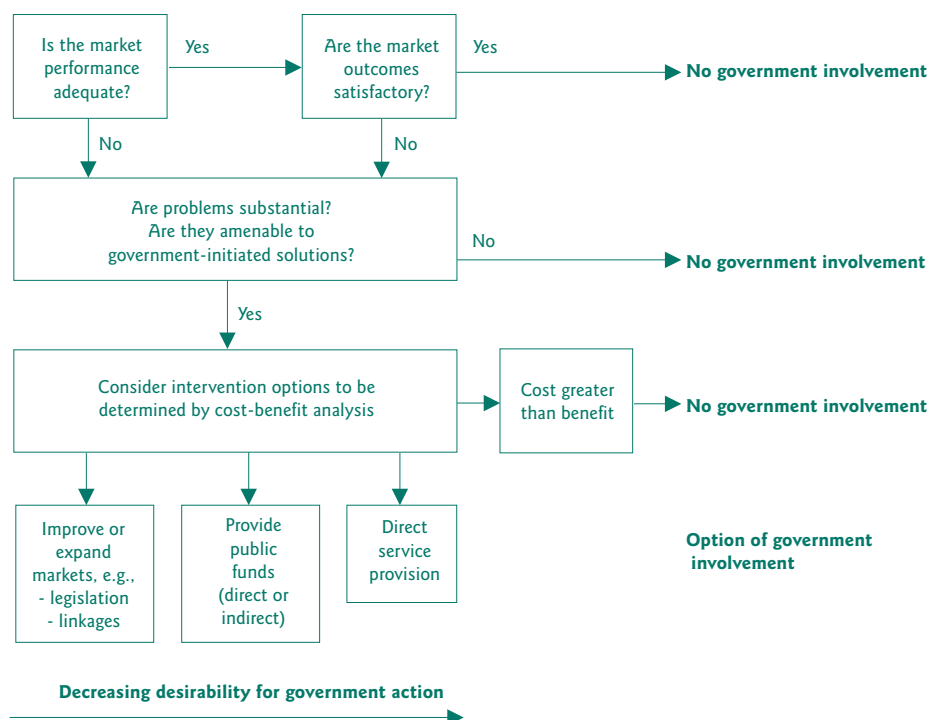 Is the market
performance
adequate?
Yes
Are the market
outcomes
satisfactory?
Yes
No government involvement
No
No
Are problems substantial?
Are they amenable to
government-initiated solutions?
No
No government involvement
Yes
Consider intervention options to be
determined by cost-benefit analysis
Cost greater
than benefit
No government involvement
Improve or
expand
markets, e.g.,
- legislation
- linkages
Provide
public
funds
(direct or
indirect)
Direct
service
provision
Option of government
involvement
Decreasing desirability for government action